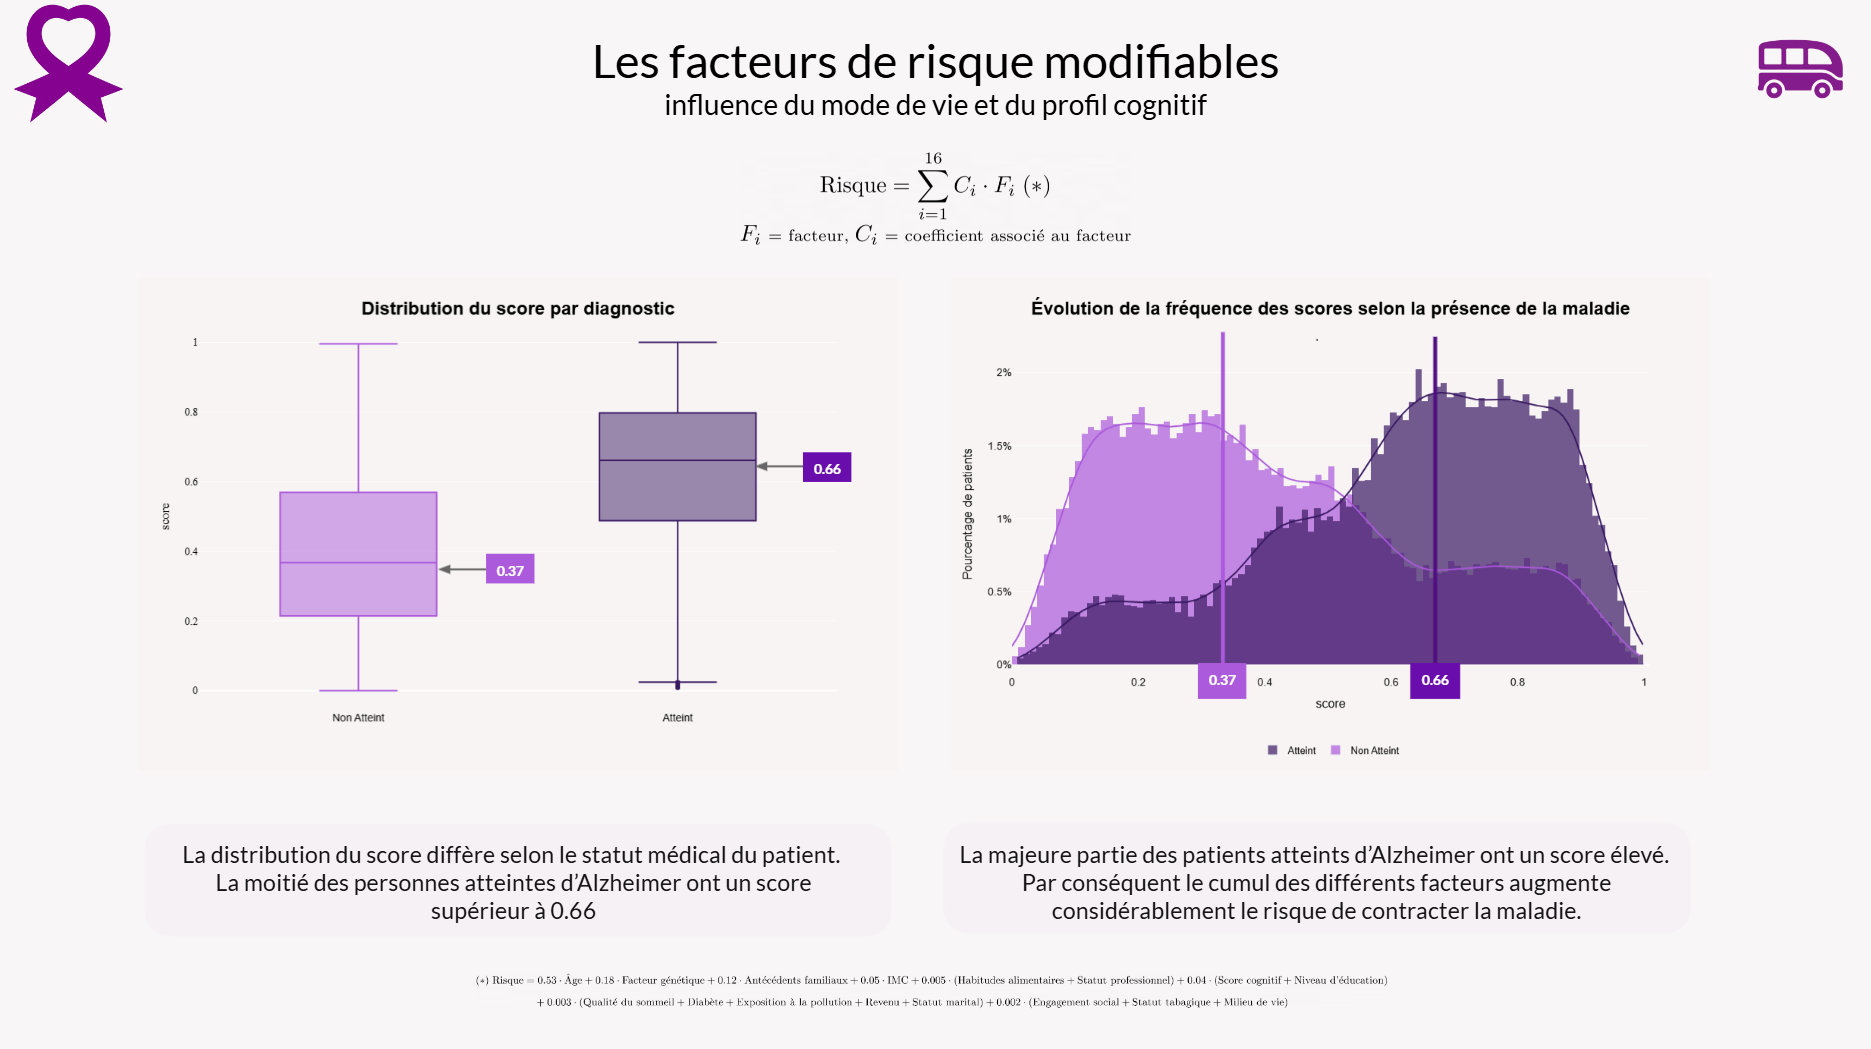 Les facteurs de risque modifiables
influence du mode de vie et du profil cognitif
16
Risque = ∑ Cᵢ · Fᵢ (∗)
i=1
Fᵢ = facteur, Cᵢ = coefficient associé au facteur
Distribution du score par diagnostic
1
0.8
0.6
0.4
0.2
0
score
0.66
0.37
Non Atteint
Atteint
Évolution de la fréquence des scores selon la présence de la maladie
2%
1.5%
1%
0.5%
0%
Pourcentage de patients
0
0.2
0.37
0.4
0.6
0.66
0.8
1
score
Atteint
Non Atteint
La distribution du score diffère selon le statut médical du patient.
La moitié des personnes atteintes d’Alzheimer ont un score
supérieur à 0.66
La majeure partie des patients atteints d’Alzheimer ont un score élevé.
Par conséquent le cumul des différents facteurs augmente
considérablement le risque de contracter la maladie.
(∗) Risque = 0.53 · Âge + 0.18 · Facteur génétique + 0.12 · Antécédents familiaux + 0.05 · IMC + 0.005 · (Habitudes alimentaires + Statut professionnel) + 0.04 · (Score cognitif + Niveau d’éducation)
+ 0.003 · (Qualité du sommeil + Diabète + Exposition à la pollution + Revenu + Statut marital) + 0.002 · (Engagement social + Statut tabagique + Milieu de vie)